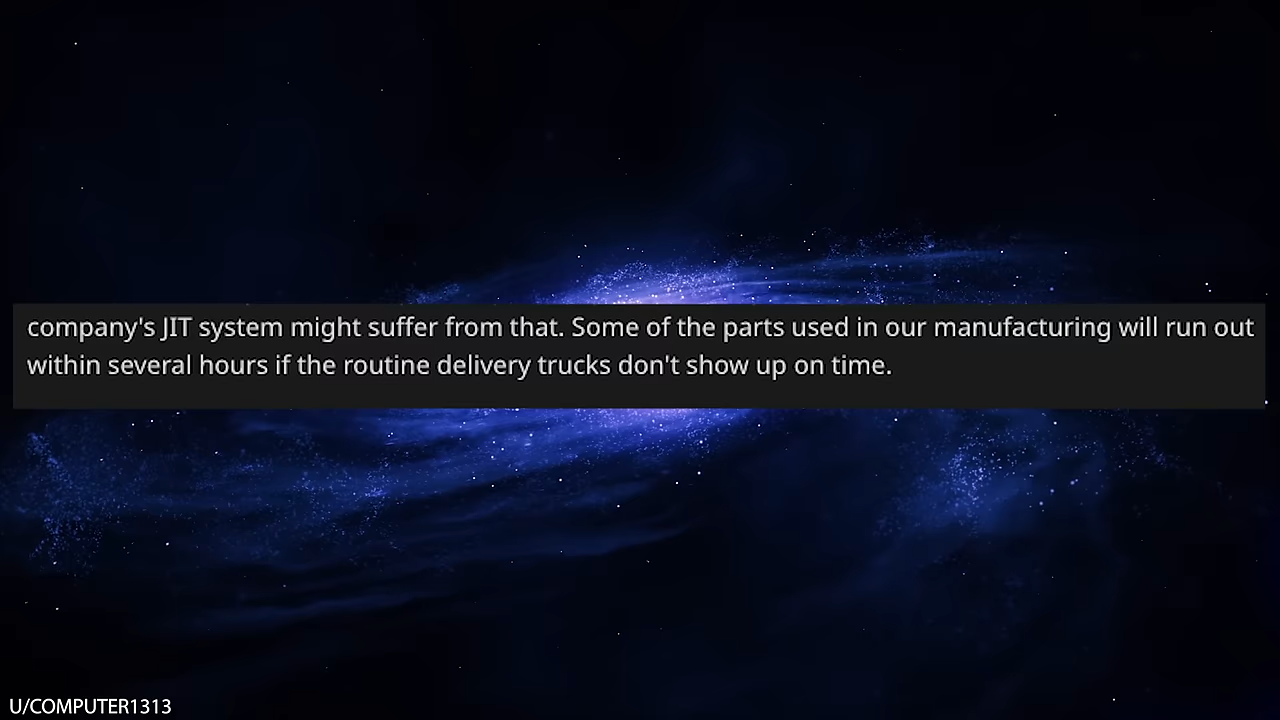 company's JIT system might suffer from that. Some of the parts used in our manufacturing will run out
within several hours if the routine delivery trucks don't show up on time.
U/COMPUTER1313